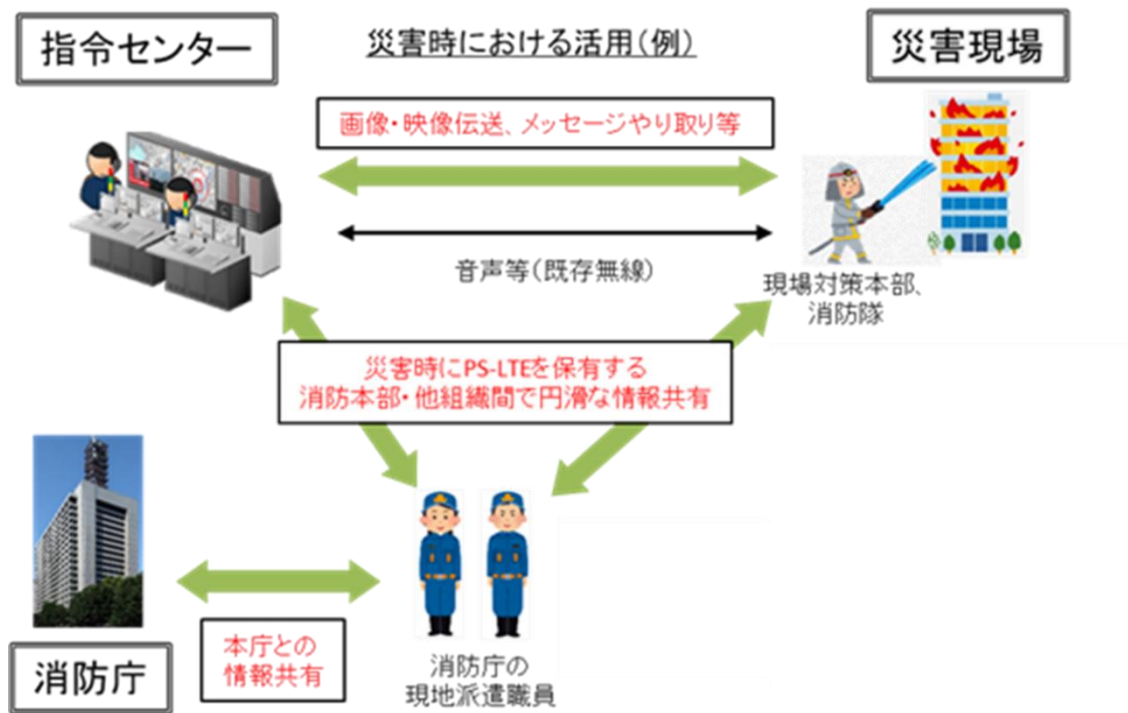 指令センター
災害時における活用(例)
災害現場
画像・映像伝送、メッセージやり取り等
音声等(既存無線)
現場対策本部、
消防隊
災害時にPS-LTEを保有する
消防本部・他組織間で円滑な情報共有
消防庁
本庁との
情報共有
消防庁の
現地派遣職員